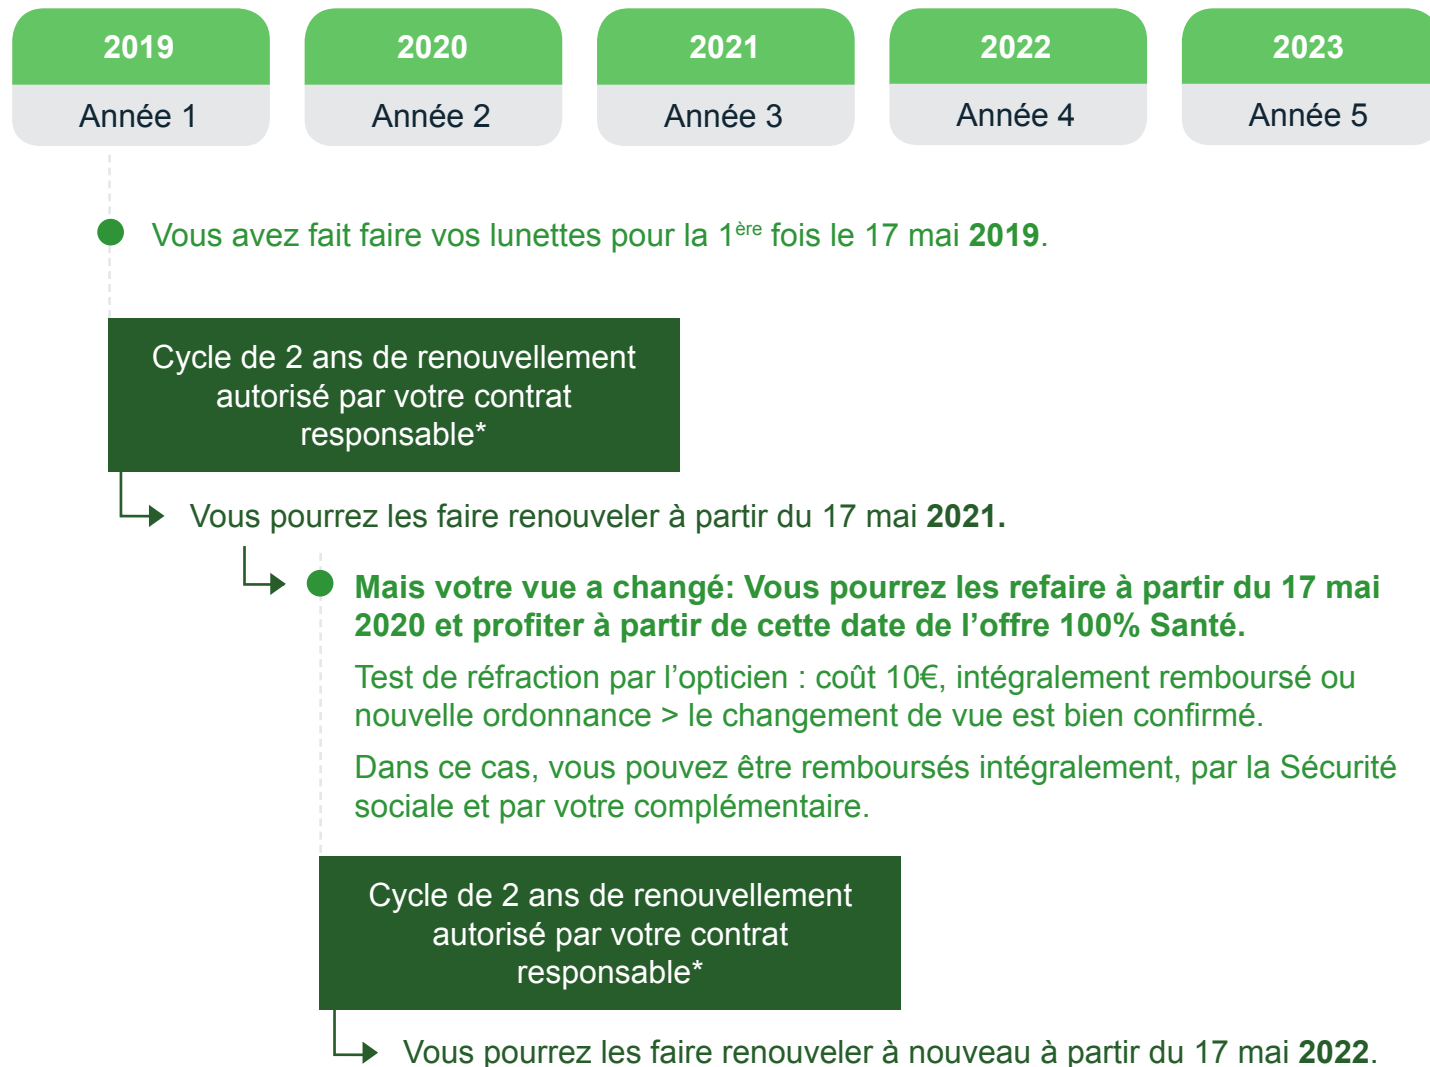 2019
2020
2021
2022
2023
Année 1
Année 2
Année 3
Année 4
Année 5
Vous avez fait faire vos lunettes pour la 1ère fois le 17 mai 2019.
Cycle de 2 ans de renouvellement
autorisé par votre contrat
responsable*
Vous pourrez les faire renouveler à partir du 17 mai 2021.
Mais votre vue a changé: Vous pourrez les refaire à partir du 17 mai
2020 et profiter à partir de cette date de l’offre 100% Santé.
Test de réfraction par l’opticien : coût 10€, intégralement remboursé ou
nouvelle ordonnance > le changement de vue est bien confirmé.
Dans ce cas, vous pouvez être remboursés intégralement, par la Sécurité
sociale et par votre complémentaire.
Cycle de 2 ans de renouvellement
autorisé par votre contrat
responsable*
Vous pourrez les faire renouveler à nouveau à partir du 17 mai 2022.